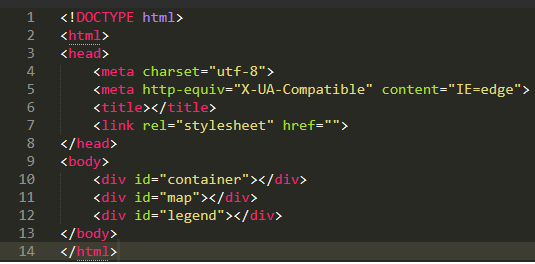 1 <!DOCTYPE html>
2 <html>
3 <head>
4     <meta charset="utf-8">
5     <meta http-equiv="X-UA-Compatible" content="IE=edge">
6     <title></title>
7     <link rel="stylesheet" href="">
8 </head>
9 <body>
10     <div id="container"></div>
11     <div id="map"></div>
12     <div id="legend"></div>
13 </body>
14 </html>